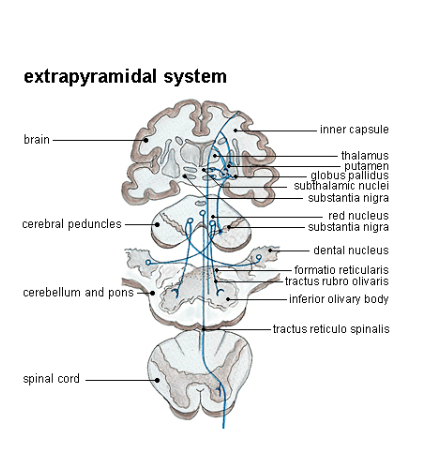 extrapyramidal system
inner capsule
brain
thalamus
putamen
globus pallidus
subthalamic nuclei
substantia nigra
red nucleus
cerebral peduncles
substantia nigra
dental nucleus
formatio reticularis
tractus rubro olivaris
cerebellum and pons
inferior olivary body
tractus reticulo spinalis
spinal cord